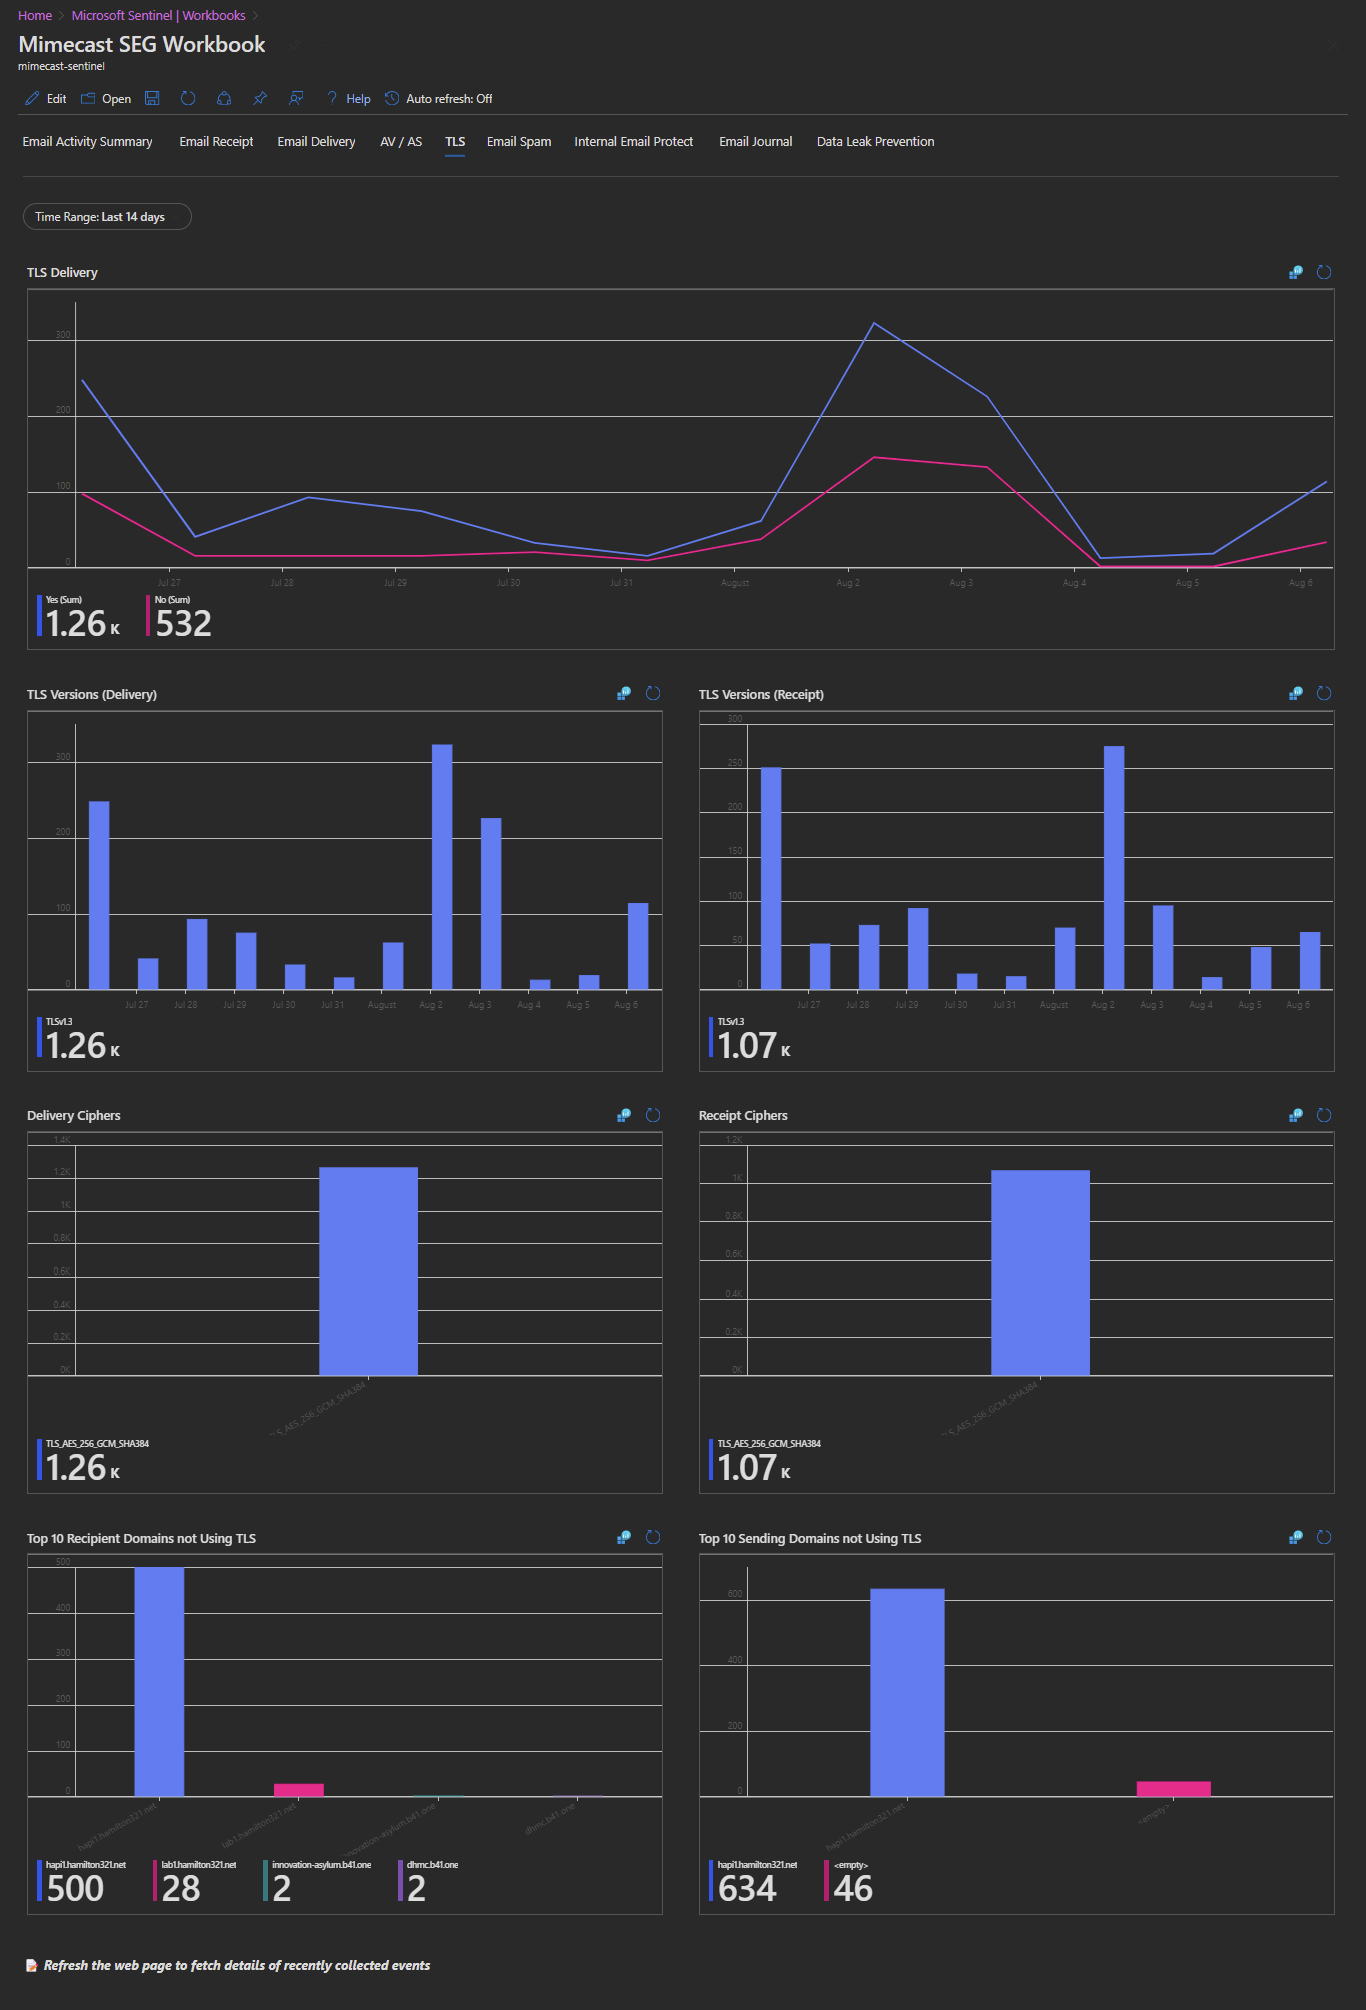 Home > Microsoft Sentinel | Workbooks >
Mimecast SEG Workbook
mimecast-sentinel
Edit Open Help Auto refresh: Off
Email Activity Summary Email Receipt Email Delivery AV / AS TLS Email Spam Internal Email Protect Email Journal Data Leak Prevention
Time Range: Last 14 days
TLS Delivery
300
200
100
0
Jul 27 Jul 28 Jul 29 Jul 30 Jul 31 August Aug 2 Aug 3 Aug 4 Aug 5 Aug 6
Yes (Sum) No (Sum)
1.26 K 532
TLS Versions (Delivery)
300
200
100
0
Jul 27 Jul 28 Jul 29 Jul 30 Jul 31 August Aug 2 Aug 3 Aug 4 Aug 5 Aug 6
TLSv1.3
1.26 K
TLS Versions (Receipt)
300
250
200
150
100
50
0
Jul 27 Jul 28 Jul 29 Jul 30 Jul 31 August Aug 2 Aug 3 Aug 4 Aug 5 Aug 6
TLSv1.3
1.07 K
Delivery Ciphers
1.4K
1.2K
1K
0.8K
0.6K
0.4K
0.2K
0K
LS_AES_256_GCM_SHA384
TLS_AES_256_GCM_SHA384
1.26 K
Receipt Ciphers
1.2K
1K
0.8K
0.6K
0.4K
0.2K
0K
LS_AES_256_GCM_SHA384
TLS_AES_256_GCM_SHA384
1.07 K
Top 10 Recipient Domains not Using TLS
500
400
300
200
100
0
hapi1.hamilton321.net lab1.hamilton321.net nnovation-asylum.b41.one dhmc.b41.one
hapi1.hamilton321.net lab1.hamilton321.net innovation-asylum.b41.one dhmc.b41.one
500 28 2 2
Top 10 Sending Domains not Using TLS
600
400
200
0
hapi1.hamilton321.net <empty>
hapi1.hamilton321.net <empty>
634 46
Refresh the web page to fetch details of recently collected events